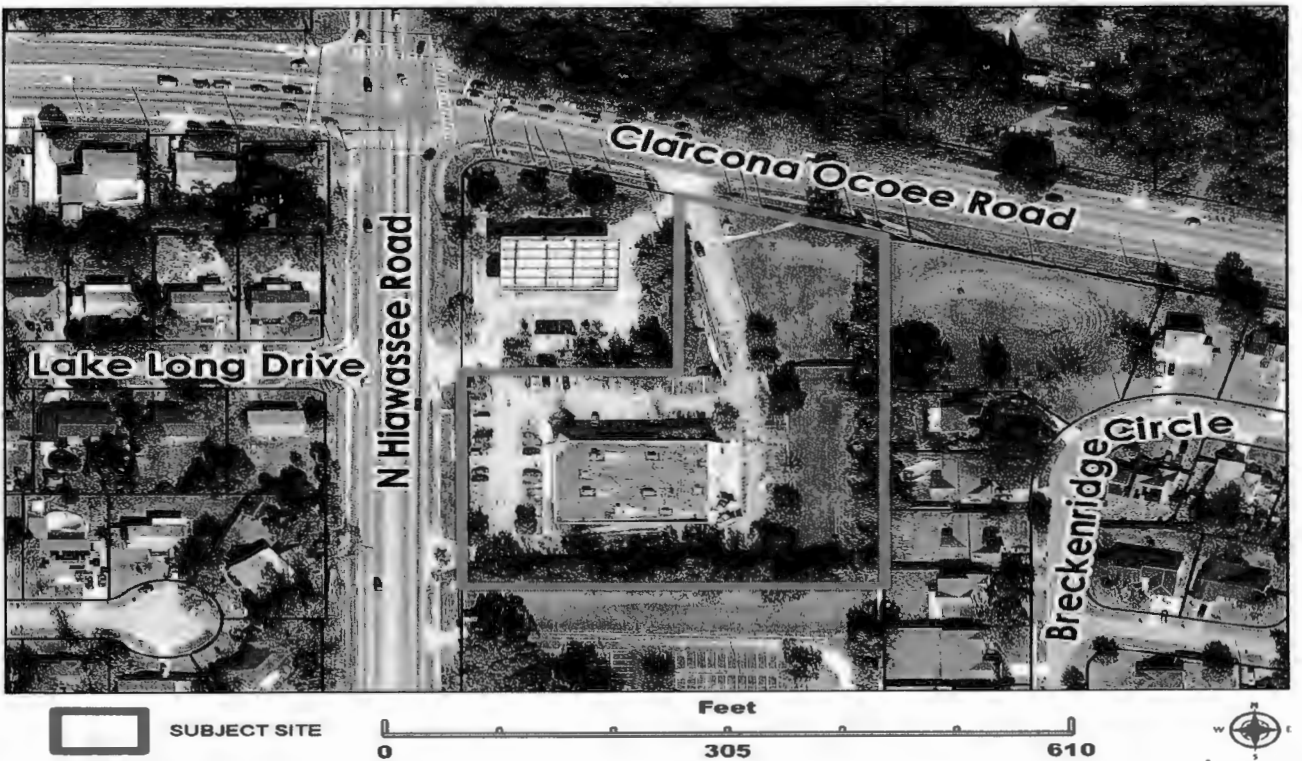 Clarcona Ocoee Road
N Hiawassee Road
Lake Long Drive
Breckenridge Circle
SUBJECT SITE
Feet
0 305 610
N
W E
S